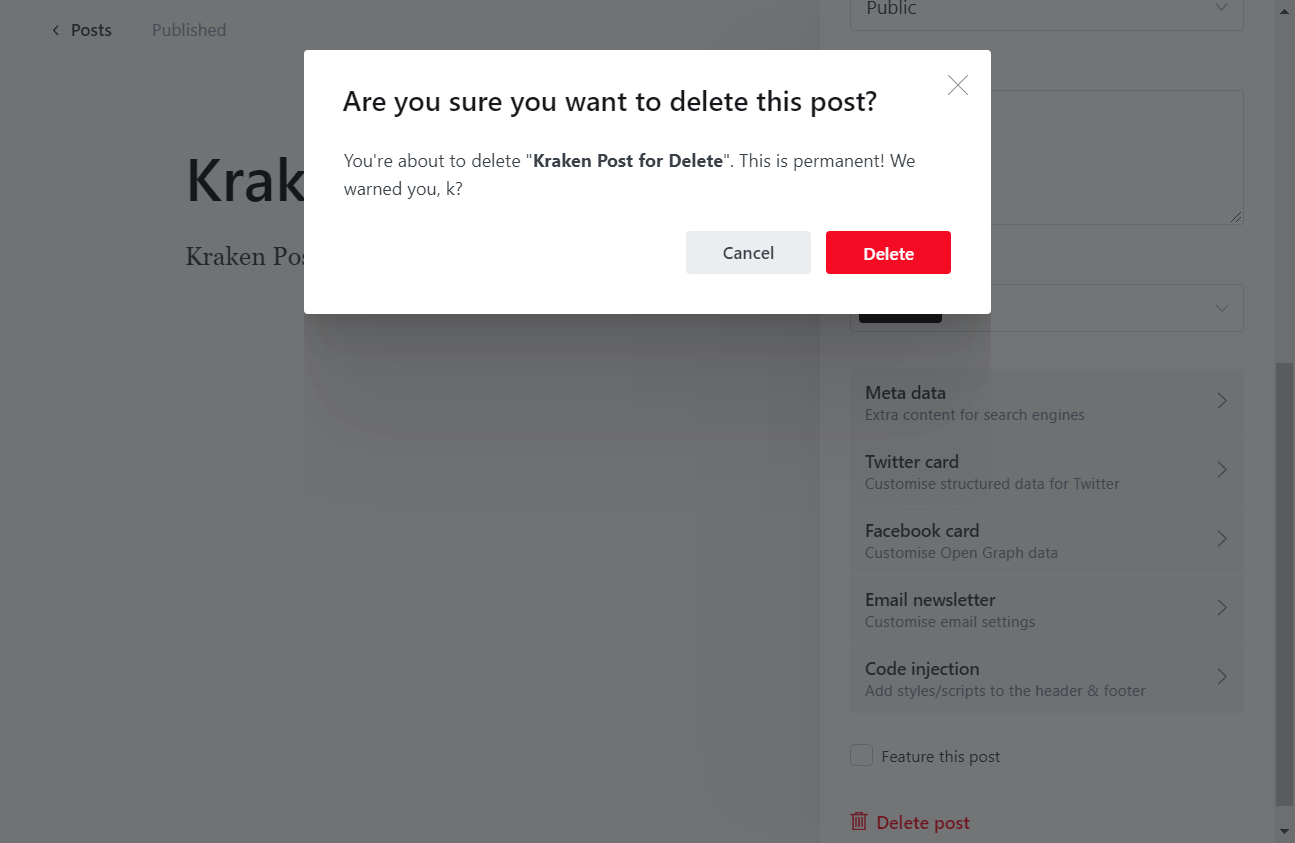 Posts
Published
Public
Are you sure you want to delete this post?
You're about to delete "Kraken Post for Delete". This is permanent! We
warned you, k?
Cancel
Delete
Krak
Kraken Pos
Meta data
Extra content for search engines
Twitter card
Customise structured data for Twitter
Facebook card
Customise Open Graph data
Email newsletter
Customise email settings
Code injection
Add styles/scripts to the header & footer
Feature this post
Delete post